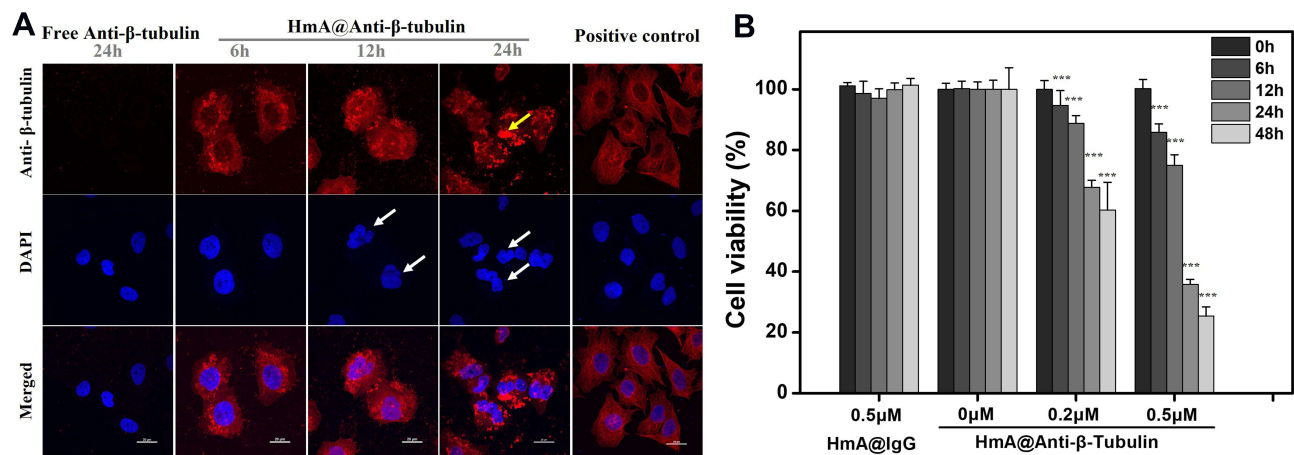 A
Free Anti-β-tubulin
24h
HmA@Anti-β-tubulin
6h
12h
24h
Positive control
Anti- β-tubulin
DAPI
Merged
B
Cell viability (%)
100
80
60
40
20
0
0h
6h
12h
24h
48h
***
***
***
***
***
***
***
***
0.5μM
0μM
0.2μM
0.5μM
HmA@IgG
HmA@Anti-β-Tubulin